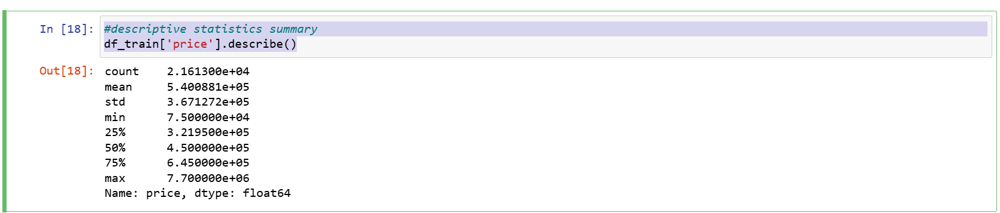 In [18]: #descriptive statistics summary
df_train['price'].describe()
Out[18]: count 2.161300e+04
mean 5.400881e+05
std 3.671272e+05
min 7.500000e+04
25% 3.219500e+05
50% 4.500000e+05
75% 6.450000e+05
max 7.700000e+06
Name: price, dtype: float64